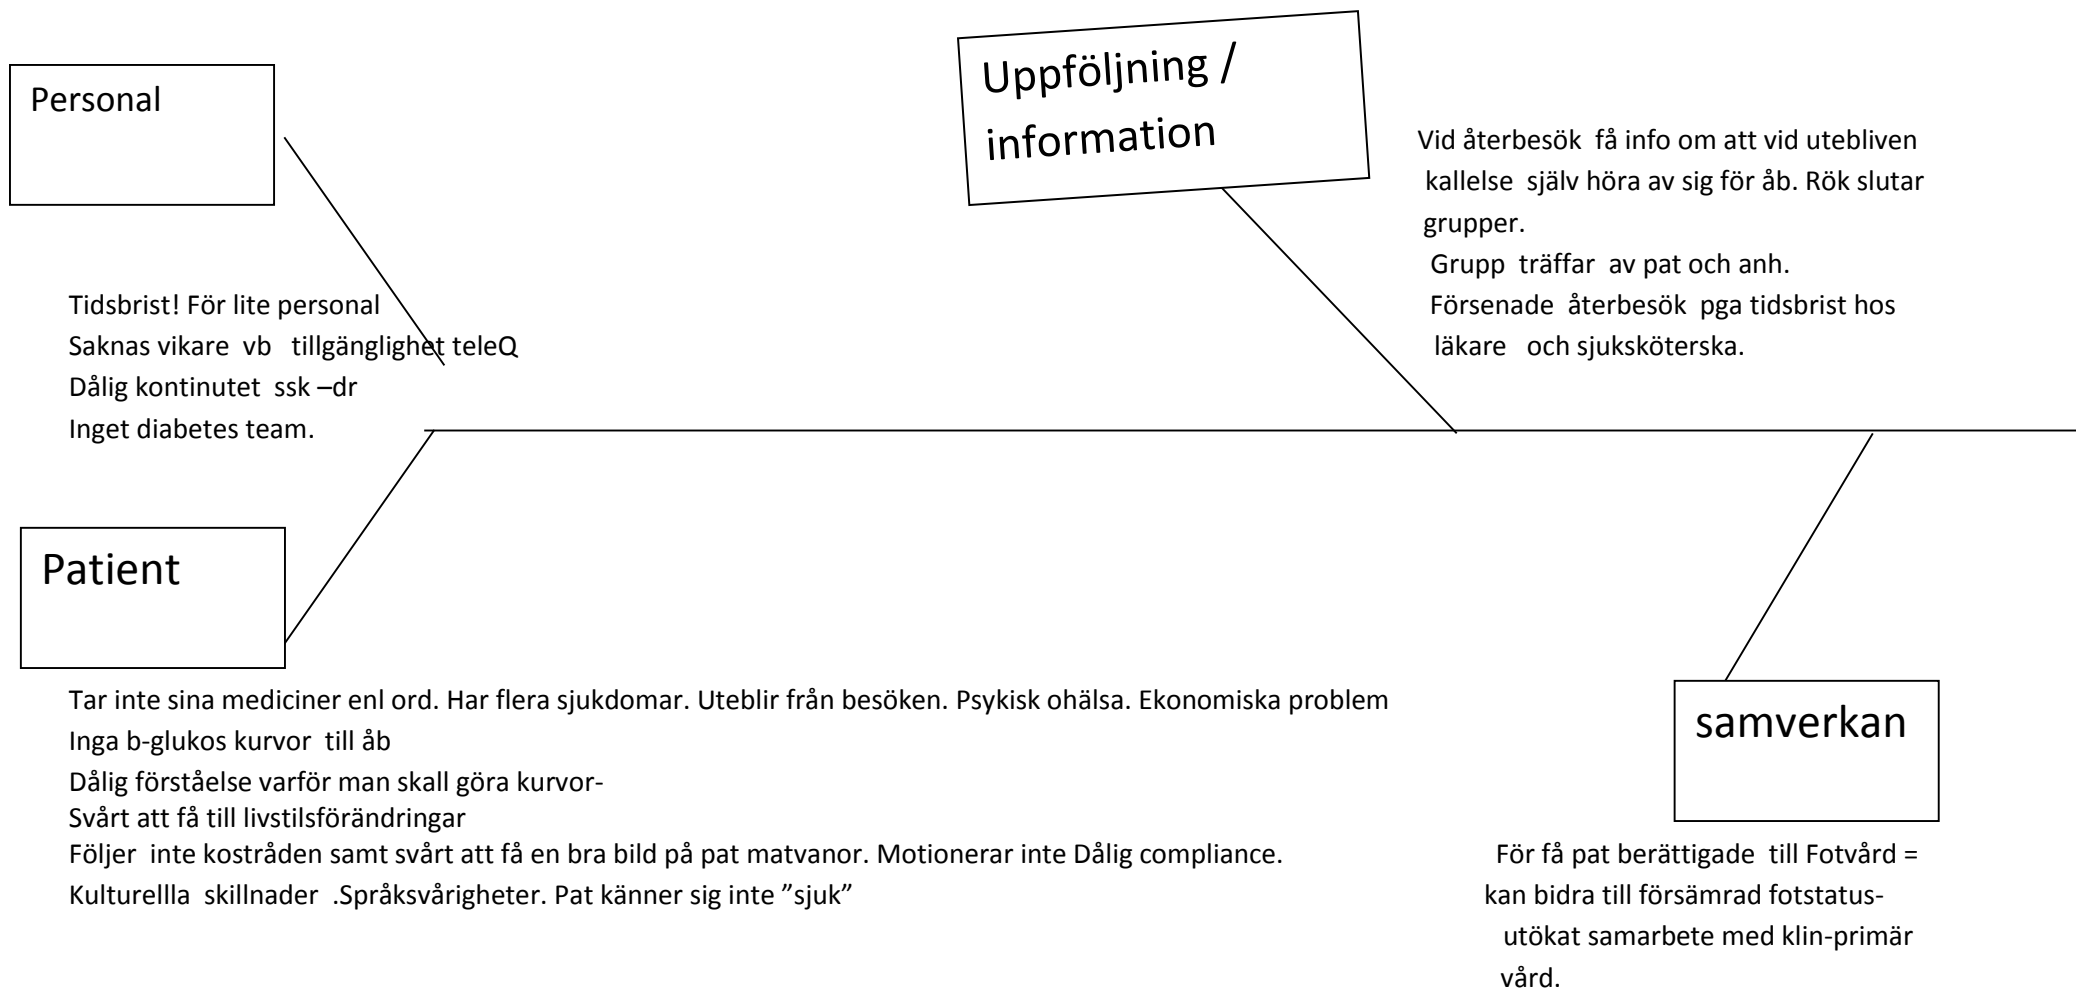 Personal
Tidsbrist! För lite personal
Saknas vikare vb tillgänglighet teleQ
Dålig kontinutet ssk –dr
Inget diabetes team.
Uppföljning /
information
Vid återbesök få info om att vid utebliven
kallelse själv höra av sig för åb. Rök slutar
grupper.
Grupp träffar av pat och anh.
Försenade återbesök pga tidsbrist hos
läkare och sjuksköterska.
Patient
Tar inte sina mediciner enl ord. Har flera sjukdomar. Uteblir från besöken. Psykisk ohälsa. Ekonomiska problem
Inga b-glukos kurvor till åb
Dålig förståelse varför man skall göra kurvor-
Svårt att få till livstilsförändringar
Följer inte kostråden samt svårt att få en bra bild på pat matvanor. Motionerar inte Dålig compliance.
Kulturellla skillnader .Språksvårigheter. Pat känner sig inte ”sjuk”
samverkan
För få pat berättigade till Fotvård =
kan bidra till försämrad fotstatus-
utökat samarbete med klin-primär
vård.